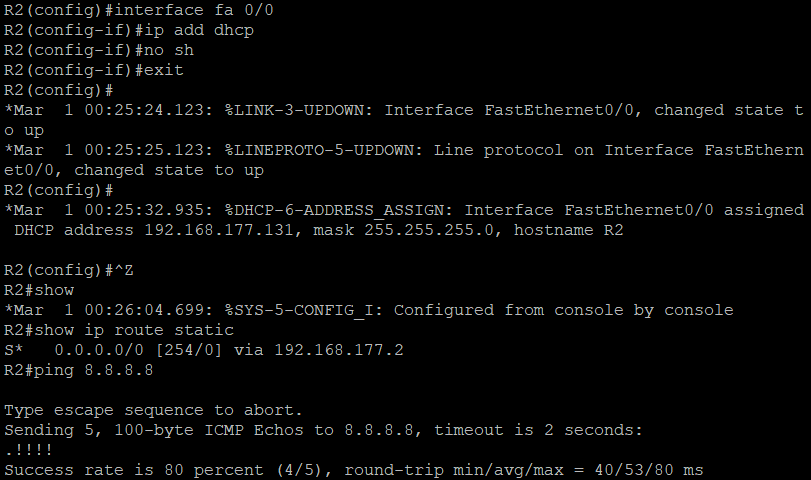 R2(config)#interface fa 0/0
R2(config-if)#ip add dhcp
R2(config-if)#no sh
R2(config-if)#exit
R2(config)#
*Mar  1 00:25:24.123: %LINK-3-UPDOWN: Interface FastEthernet0/0, changed state t
o up
*Mar  1 00:25:25.123: %LINEPROTO-5-UPDOWN: Line protocol on Interface FastEthern
et0/0, changed state to up
R2(config)#
*Mar  1 00:25:32.935: %DHCP-6-ADDRESS_ASSIGN: Interface FastEthernet0/0 assigned
 DHCP address 192.168.177.131, mask 255.255.255.0, hostname R2

R2(config)#^Z
R2#show
*Mar  1 00:26:04.699: %SYS-5-CONFIG_I: Configured from console by console
R2#show ip route static
S*   0.0.0.0/0 [254/0] via 192.168.177.2
R2#ping 8.8.8.8

Type escape sequence to abort.
Sending 5, 100-byte ICMP Echos to 8.8.8.8, timeout is 2 seconds:
.!!!!
Success rate is 80 percent (4/5), round-trip min/avg/max = 40/53/80 ms